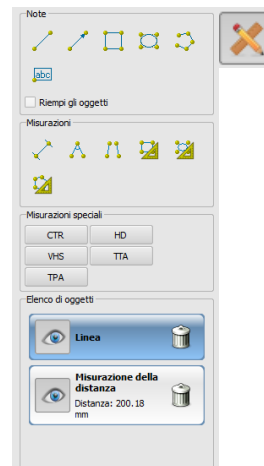 Note
abc
Riempi gli oggetti
Misurazioni
Misurazioni speciali
CTR
HD
VHS
TTA
TPA
Elenco di oggetti
Linea
Misurazione della
distanza
Distanza: 200.18
mm